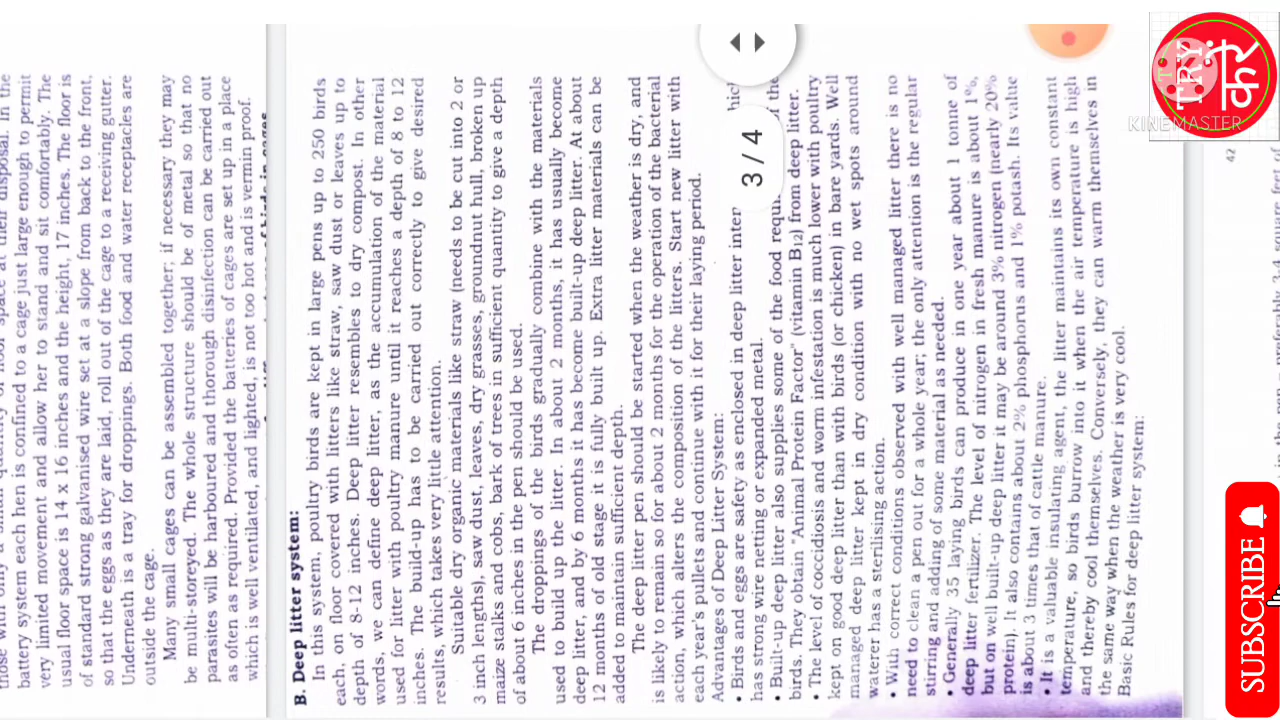 battery system each hen is confined to a cage just large enough to permit
very limited movement and allow her to stand and sit comfortably. The
usual floor space is 14 x 16 inches and the height, 17 inches. The floor is
of standard strong galvanised wire set at a slope from back to the front,
so that the eggs as they are laid, roll out of the cage to a receiving gutter.
Underneath is a tray for droppings. Both food and water receptacles are
outside the cage.
Many small cages can be assembled together; if necessary they may
be multi-storeyed. The whole structure should be of metal so that no
parasites will be harboured and thorough disinfection can be carried out
as often as required. Provided the batteries of cages are set up in a place
which is well ventilated, and lighted, is not too hot and is vermin proof.
B. Deep litter system:
In this system, poultry birds are kept in large pens up to 250 birds
each, on floor covered with litters like straw, saw dust or leaves up to
depth of 8-12 inches. Deep litter resembles to dry compost. In other
words, we can define deep litter, as the acumulation of the material
used for litter with poultry manure until it reaches a depth of 8 to 12
inches. The build-up has to be carried out correctly to give desired
results, which takes very little attention.
Suitable dry organic materials like straw (needs to be cut into 2 or
3 inch lengths), saw dust, leaves, dry grasses, groundnut hull, broken up
maize stalks and cobs, bark of trees in sufficient quantity to give a depth
of about 6 inches in the pen should be used.
The droppings of the birds gradually combine with the materials
used to build up the litter. In about 2 months, it has usually become
deep litter, and by 6 months it has become built-up deep litter. At about
12 months of old stage it is fully built up. Extra litter materials can be
added to maintain sufficient depth.
The deep litter pen should be started when the weather is dry, and
is likely to remain so for about 2 months for the operation of the bacterial
action, which alters the composition of the litters. Start new litter with
each year's pullets and continue with it for their laying period.
Advantages of Deep Litter System:
• Birds and eggs are safety as enclosed in deep litter
has strong wire netting or expanded metal.
• Built-up deep litter also supplies some of the food the
bird. They obtain "Animal Protein Factor" (vitamin B12) from deep litter.
• The level of coccidiosis and worm infestation is much lower with poultry
kept on good deep litter than with birds (or chicken) in bare yards. Well
managed deep litter kept in dry condition with no wet spots around
waterer has a sterilising action.
• With correct conditions observed with well managed litter there is no
need to clean a pen out for a whole year; the only attention is the regular
stiring and adding of some material as needed.
• Generally 35 laying birds can produce in one year about 1 tonne of
deep litter fertilizer. The level of nitrogen in fresh manure is about 1%,
but on well built-up deep litter it may be around 3% nitrogen (nearly 20%
protein). It also contains about 2% phosphorus and 1% potash. Its value
is about 3 times that of cattle manure.
• It is a valuable insulating agent, the litter maintains its own constant
temperature, so birds burrow into it when the air temperature is high
and thereby cool themselves. Conversely, they can warm themselves in
the same way when the weather is very cool.
Basic Rules for deep litter system:
3 / 4
42
TRY
कर
KINEMASTER
SUBSCRIBE